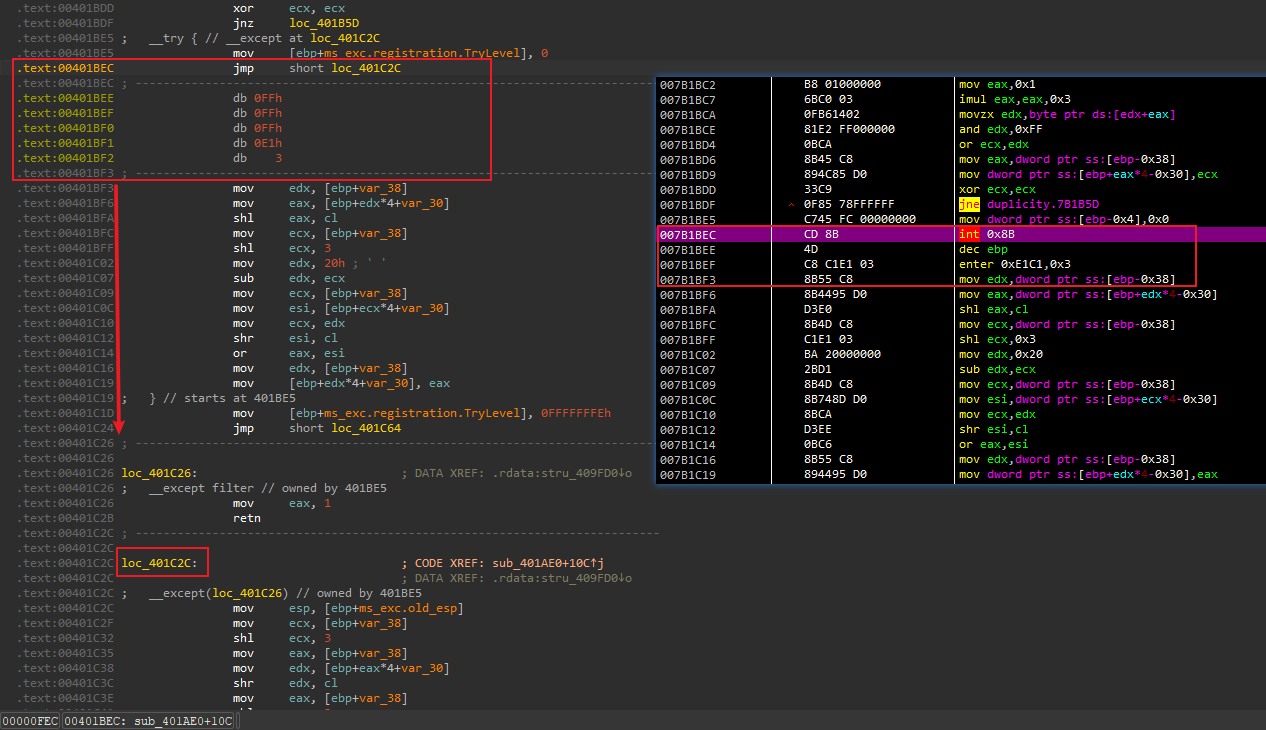 .text:00401BDD xor ecx, ecx
.text:00401BDF jnz loc_401B5D
.text:00401BE5 ; __try { // __except at loc_401C2C
.text:00401BE5 mov [ebp+ms_exc.registration.TryLevel], 0
.text:00401BEC jmp short loc_401C2C
.text:00401BEC ; ---------------------------------------------------------------------------
.text:00401BEE db 0FFh
.text:00401BEF db 0FFh
.text:00401BF0 db 0FFh
.text:00401BF1 db 0E1h
.text:00401BF2 db 3
.text:00401BF3 ; ---------------------------------------------------------------------------
.text:00401BF3 mov edx, [ebp+var_38]
.text:00401BF6 mov eax, [ebp+edx*4+var_30]
.text:00401BFA shl eax, cl
.text:00401BFC mov ecx, [ebp+var_38]
.text:00401BFF shl ecx, 3
.text:00401C02 mov edx, 20h ; ' '
.text:00401C07 sub edx, ecx
.text:00401C09 mov ecx, [ebp+var_38]
.text:00401C0C mov esi, [ebp+ecx*4+var_30]
.text:00401C10 mov ecx, edx
.text:00401C12 shr esi, cl
.text:00401C14 or eax, esi
.text:00401C16 mov edx, [ebp+var_38]
.text:00401C19 mov [ebp+edx*4+var_30], eax
.text:00401C19 ; } // starts at 401BE5
.text:00401C1D mov [ebp+ms_exc.registration.TryLevel], 0FFFFFFFEh
.text:00401C24 jmp short loc_401C64
.text:00401C26 ; ---------------------------------------------------------------------------
.text:00401C26
.text:00401C26 loc_401C26: ; DATA XREF: .rdata:stru_409FD0↓o
.text:00401C26 ; __except filter // owned by 401BE5
.text:00401C26 mov eax, 1
.text:00401C2B retn
.text:00401C2C ; ---------------------------------------------------------------------------
.text:00401C2C
.text:00401C2C loc_401C2C: ; CODE XREF: sub_401AE0+10C↑j
.text:00401C2C ; DATA XREF: .rdata:stru_409FD0↓o
.text:00401C2C ; __except(loc_401C26) // owned by 401BE5
.text:00401C2C mov esp, [ebp+ms_exc.old_esp]
.text:00401C2F mov ecx, [ebp+var_38]
.text:00401C32 shl ecx, 3
.text:00401C35 mov eax, [ebp+var_38]
.text:00401C38 mov edx, [ebp+eax*4+var_30]
.text:00401C3C shr edx, cl
.text:00401C3E mov eax, [ebp+var_38]
00000FEC 00401BEC: sub_401AE0+10C
007B1BC2 B8 01000000 mov eax,0x1
007B1BC7 6BC0 03 imul eax,eax,0x3
007B1BCA 0FB61402 movzx edx,byte ptr ds:[edx+eax]
007B1BCE 81E2 FF000000 and edx,0xFF
007B1BD4 0BCA or ecx,edx
007B1BD6 8B45 C8 mov eax,dword ptr ss:[ebp-0x38]
007B1BD9 894C85 D0 mov dword ptr ss:[ebp+eax*4-0x30],ecx
007B1BDD 33C9 xor ecx,ecx
007B1BDF ^ 0F85 78FFFFFF jne duplicity.7B1B5D
007B1BE5 C745 FC 00000000 mov dword ptr ss:[ebp-0x4],0x0
007B1BEC CD 8B int 0x8B
007B1BEE 4D dec ebp
007B1BEF C8 C1E1 03 enter 0xE1C1,0x3
007B1BF3 8B55 C8 mov edx,dword ptr ss:[ebp-0x38]
007B1BF6 8B4495 D0 mov eax,dword ptr ss:[ebp+edx*4-0x30]
007B1BFA D3E0 shl eax,cl
007B1BFC 8B4D C8 mov ecx,dword ptr ss:[ebp-0x38]
007B1BFF C1E1 03 shl ecx,0x3
007B1C02 BA 20000000 mov edx,0x20
007B1C07 2BD1 sub edx,ecx
007B1C09 8B4D C8 mov ecx,dword ptr ss:[ebp-0x38]
007B1C0C 8B748D D0 mov esi,dword ptr ss:[ebp+ecx*4-0x30]
007B1C10 8BCA mov ecx,edx
007B1C12 D3EE shr esi,cl
007B1C14 0BC6 or eax,esi
007B1C16 8B55 C8 mov edx,dword ptr ss:[ebp-0x38]
007B1C19 894495 D0 mov dword ptr ss:[ebp+edx*4-0x30],eax